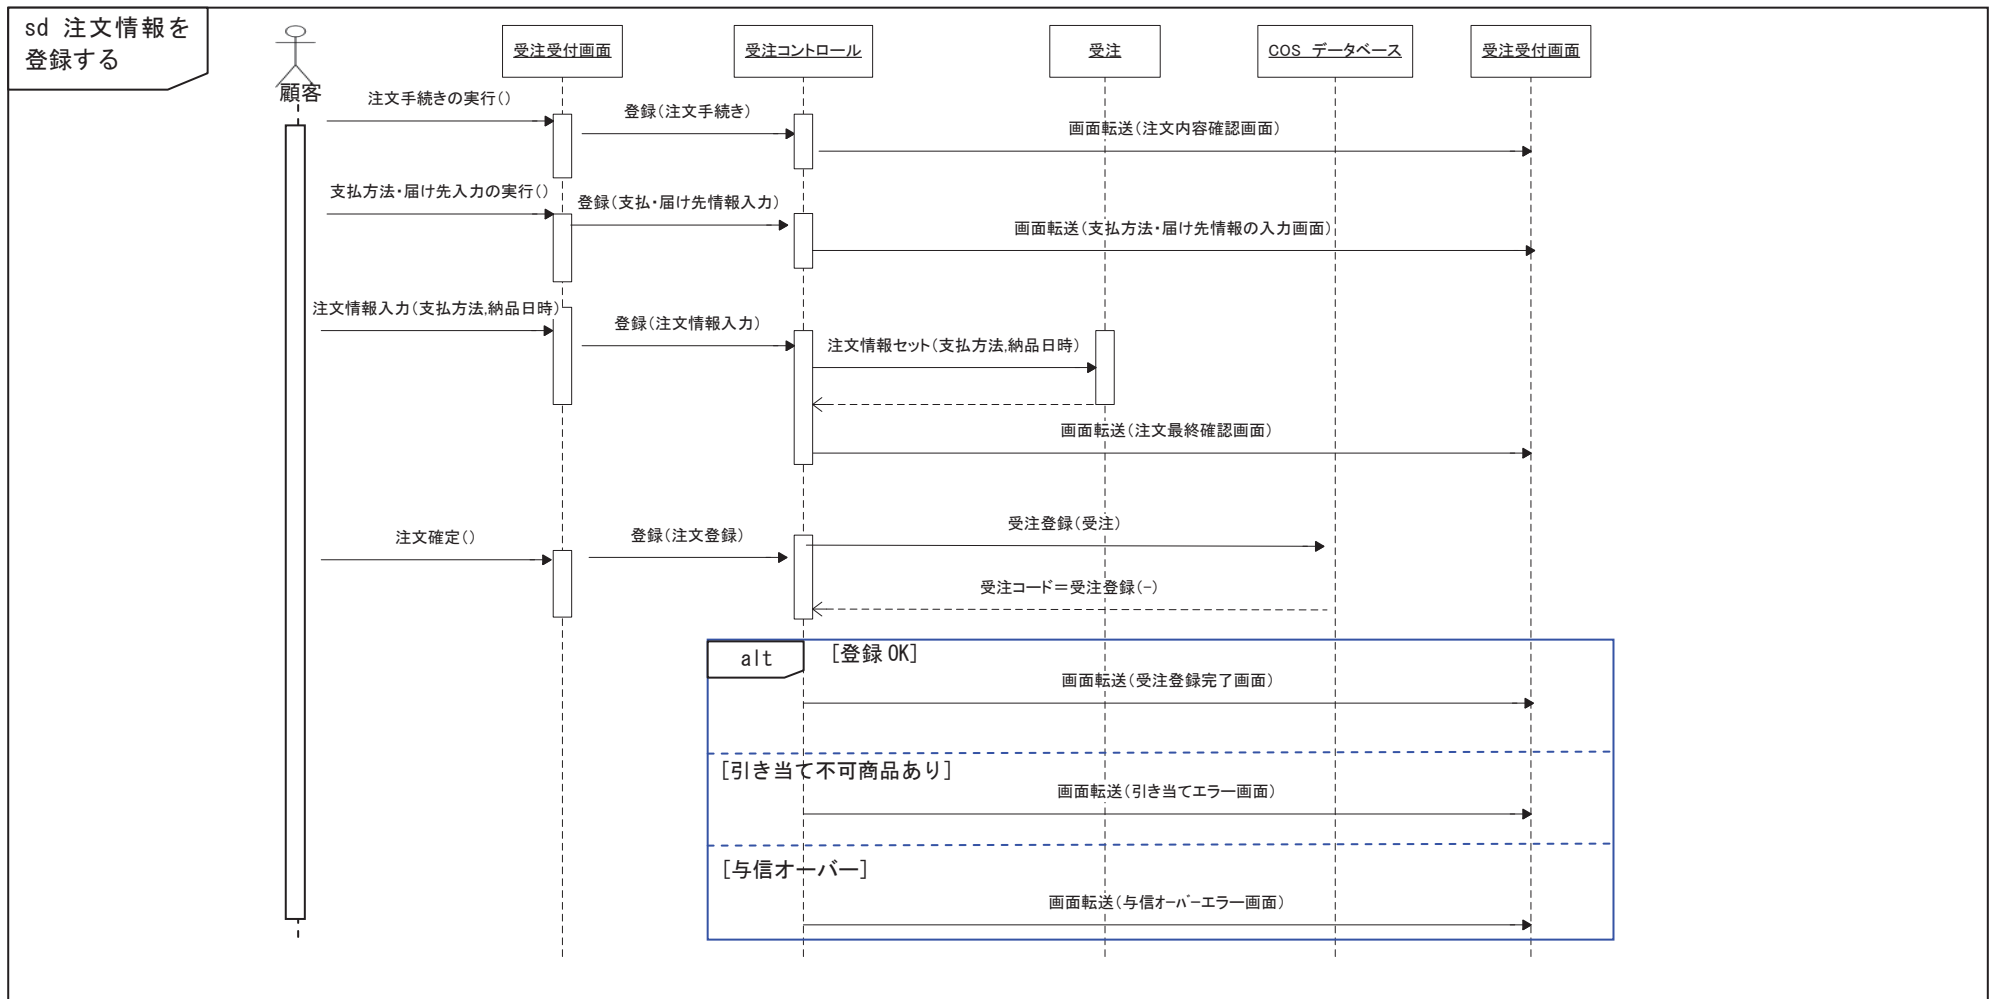 sd 注文情報を
登録する
顧客
受注受付画面
受注コントロール
受注
COS データベース
受注受付画面
注文手続きの実行()
登録(注文手続き)
画面転送(注文内容確認画面)
支払方法・届け先入力の実行()
登録(支払・届け先情報入力)
画面転送(支払方法・届け先情報の入力画面)
注文情報入力(支払方法,納品日時)
登録(注文情報入力)
注文情報セット(支払方法,納品日時)
画面転送(注文最終確認画面)
注文確定()
登録(注文登録)
受注登録(受注)
受注コード=受注登録(-)
alt
[登録 OK]
画面転送(受注登録完了画面)
[引き当て不可商品あり]
画面転送(引き当てエラー画面)
[与信オーバー]
画面転送(与信オーバーエラー画面)